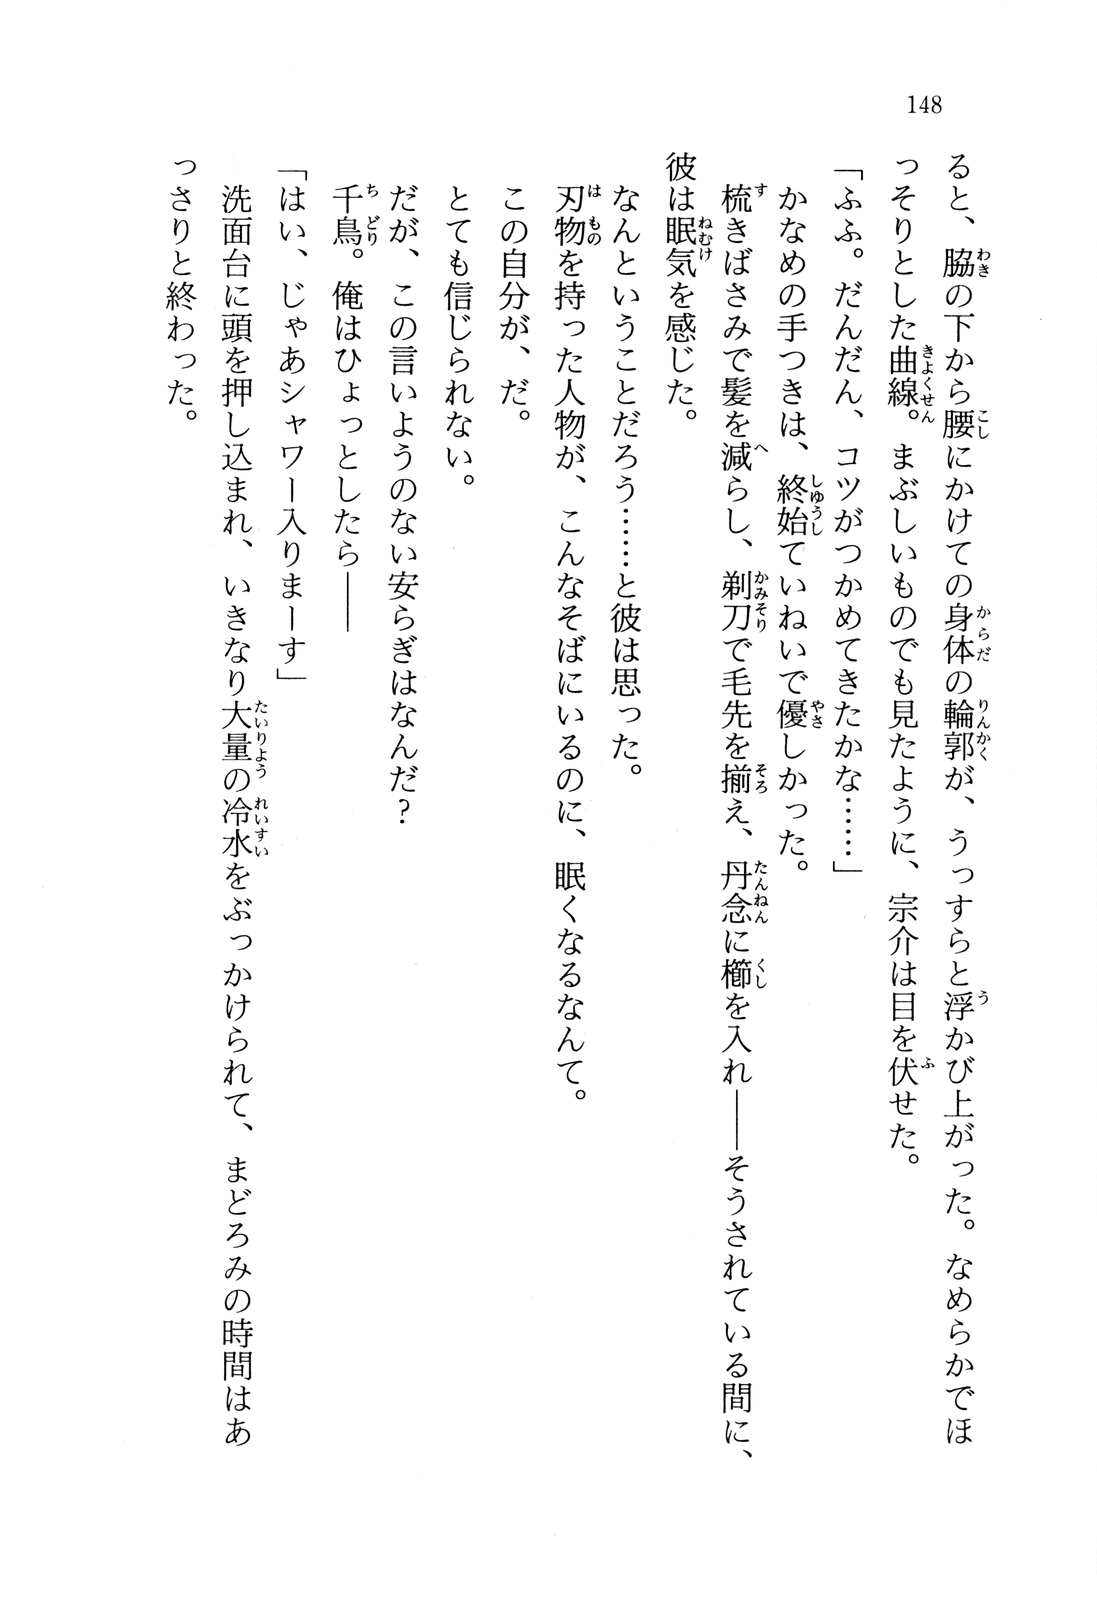 148
ると、脇の下から腰にかけての身体の輪郭が、うっすらと浮かび上がった。なめらかでほ
っそりとした曲線。まぶしいものでも見たように、宗介は目を伏せた。
「ふふ。だんだん、コツがつかめてきたかな……」
かなめの手つきは、終始ていねいで優しかった。
梳きばさみで髪を減らし、剃刀で毛先を揃え、丹念に櫛を入れ――そうされている間に、
彼は眠気を感じた。
なんということだろう……と彼は思った。
刃物を持った人物が、こんなそばにいるのに、眠くなるなんて。
この自分が、だ。
とても信じられない。
だが、この言いようのない安らぎはなんだ？
千鳥。俺はひょっとしたら――
「はい、じゃあシャワー入りまーす」
洗面台に頭を押し込まれ、いきなり大量の冷水をぶっかけられて、まどろみの時間はあ
っさりと終わった。